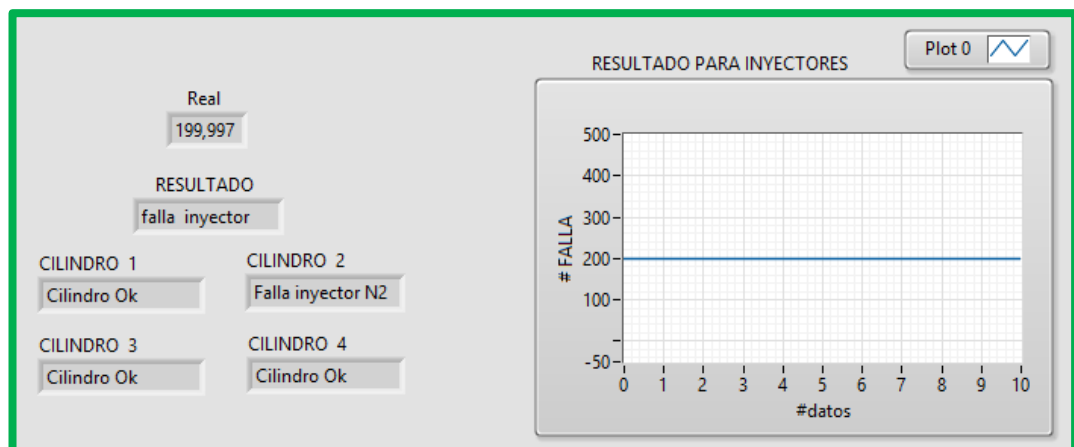 Real
199,997
RESULTADO
falla inyector
CILINDRO 1
Cilindro Ok
CILINDRO 2
Falla inyector N2
CILINDRO 3
Cilindro Ok
CILINDRO 4
Cilindro Ok
RESULTADO PARA INYECTORES
Plot 0
# FALLA
500
400
300
200
100
-50
0 1 2 3 4 5 6 7 8 9 10
#datos